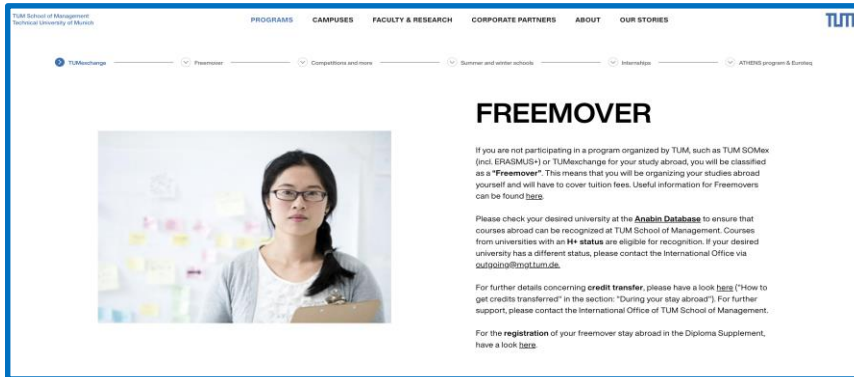 TUM School of Management
Technical University of Munich
PROGRAMS CAMPUSES FACULTY & RESEARCH CORPORATE PARTNERS ABOUT OUR STORIES
TUM
TUMexchange Freemover Competitions and more Summer and winter schools Internships ATHENS program & Eurateq
FREEMOVER
If you are not participating in a program organized by TUM, such as TUM SOMex
(incl. ERASMUS+) or TUMexchange for your study abroad, you will be classified
as a "Freemover". This means that you will be organizing your studies abroad
yourself and will have to cover tuition fees. Useful information for Freemovers
can be found here.
Please check your desired university at the Anabin Database to ensure that
courses abroad can be recognized at TUM School of Management. Courses
from universities with an H+ status are eligible for recognition. If your desired
university has a different status, please contact the International Office via
outgoing@mgt.tum.de.
For further details concerning credit transfer, please have a look here ("How to
get credits transferred" in the section: "During your stay abroad"). For further
support, please contact the International Office of TUM School of Management.
For the registration of your freemover stay abroad in the Diploma Supplement,
have a look here.